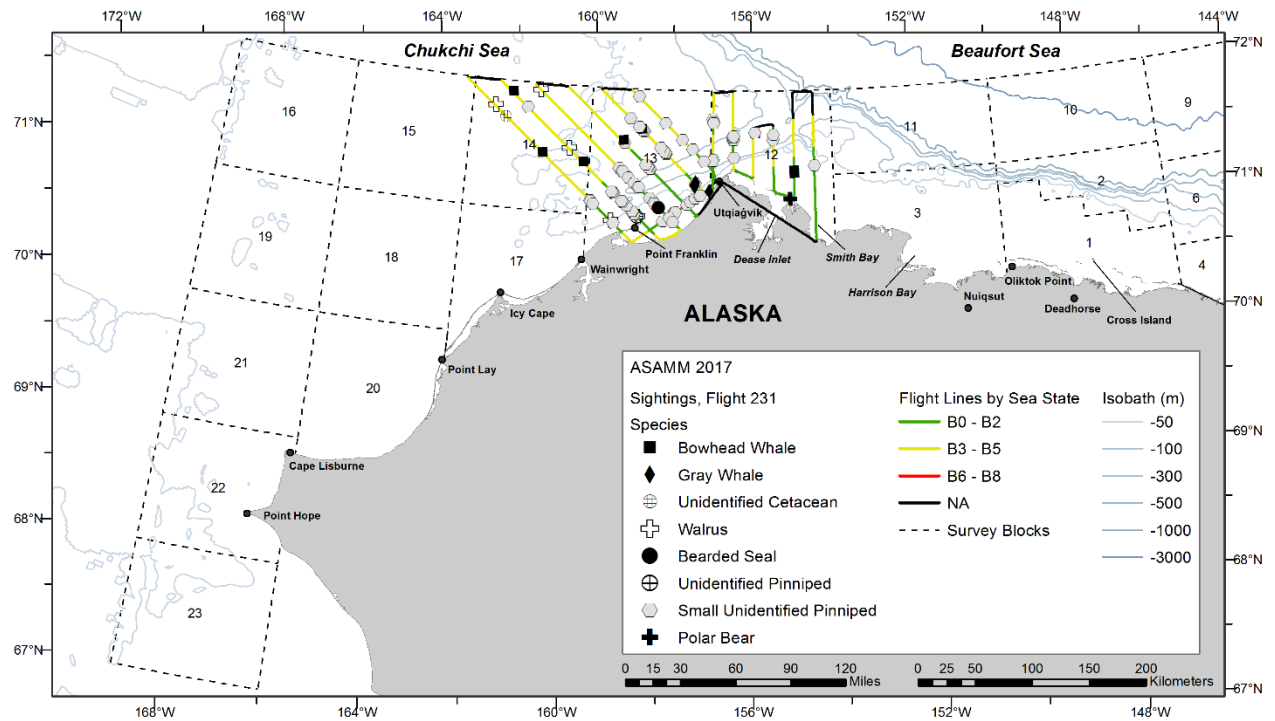 172°W 168°W 164°W 160°W 156°W 152°W 148°W 144°W
Chukchi Sea Beaufort Sea
72°N
16 15 10 9
71°N 14 13 12 11 71°N
2 6
Utqiaġvik
19 18 17 3 1 4
70°N Point Franklin Dease Inlet Smith Bay
Wainwright Harrison Bay Oliktok Point
Nuiqsut Deadhorse 70°N
Icy Cape ALASKA Cross Island
21 20
69°N Point Lay 69°N
Cape Lisburne
22
68°N Point Hope 68°N
23
67°N 67°N
ASAMM 2017
Sightings, Flight 231
Species
Bowhead Whale
Gray Whale
Unidentified Cetacean
Walrus
Bearded Seal
Unidentified Pinniped
Small Unidentified Pinniped
Polar Bear
Flight Lines by Sea State
B0 - B2
B3 - B5
B6 - B8
NA
Survey Blocks
Isobath (m)
-50
-100
-300
-500
-1000
-3000
0 15 30 60 90 120
Miles
0 25 50 100 150 200
Kilometers
168°W 164°W 160°W 156°W 152°W 148°W